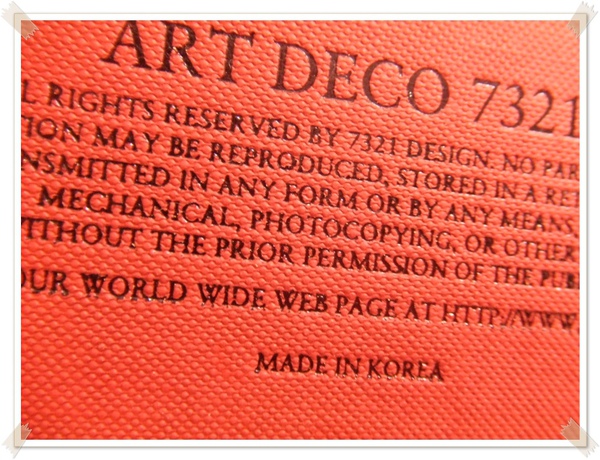 ART DECO 7321
L RIGHTS RESERVED BY 7321 DESIGN. NO PAR
TION MAY BE REPRODUCED, STORED IN A RET
NSMITTED IN ANY FORM OR BY ANY MEANS,
MECHANICAL, PHOTOCOPYING, OR OTHER
ITHOUT THE PRIOR PERMISSION OF THE PUB
OUR WORLD WIDE WEB PAGE AT HTTP://WWW.
MADE IN KOREA